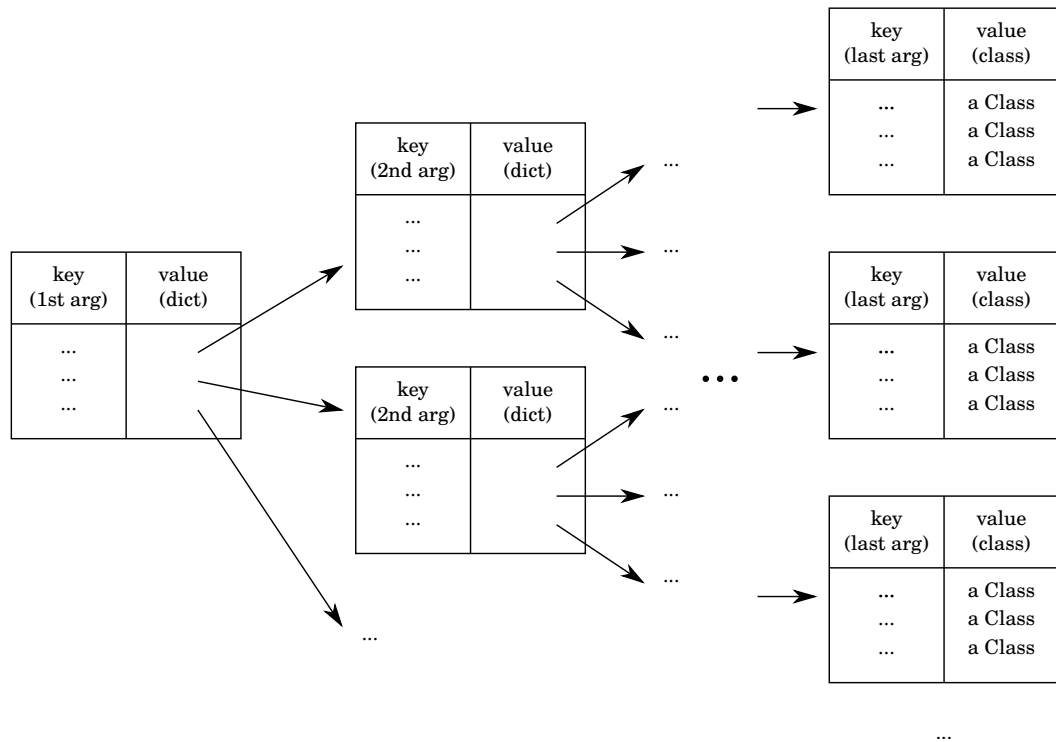 key value
(1st arg) (dict)
...
...
...
key value
(2nd arg) (dict)
...
...
...
key value
(2nd arg) (dict)
...
...
...
...
...
...
...
...
...
...
...
...
key value
(last arg) (class)
... a Class
... a Class
... a Class
key value
(last arg) (class)
... a Class
... a Class
... a Class
key value
(last arg) (class)
... a Class
... a Class
... a Class
...